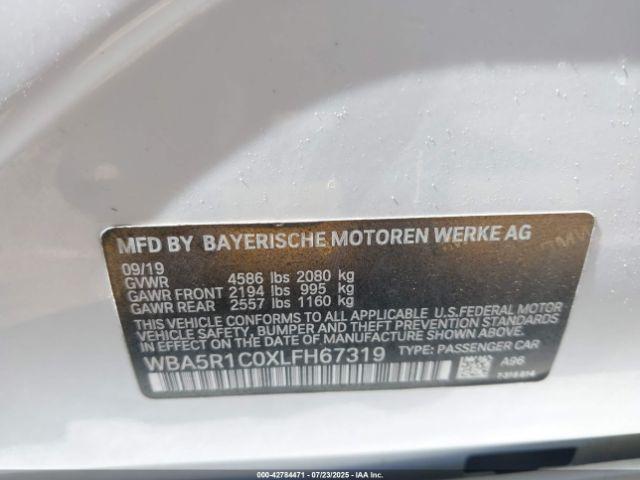 MFD BY BAYERISCHE MOTOREN WERKE AG
09/19
GVWR 4586 lbs 2080 kg
GAWR FRONT 2194 lbs 995 kg
GAWR REAR 2557 lbs 1160 kg
THIS VEHICLE CONFORMS TO ALL APPLICABLE U.S.FEDERAL MOTOR
VEHICLE SAFETY, BUMPER, AND THEFT PREVENTION STANDARDS
IN EFFECT ON THE DATE OF MANUFACTURE SHOWN ABOVE.
WBA5R1C0XLFH67319 TYPE: PASSENGER CAR
A96
000-42784471 - 07/23/2025 - IAA Inc.